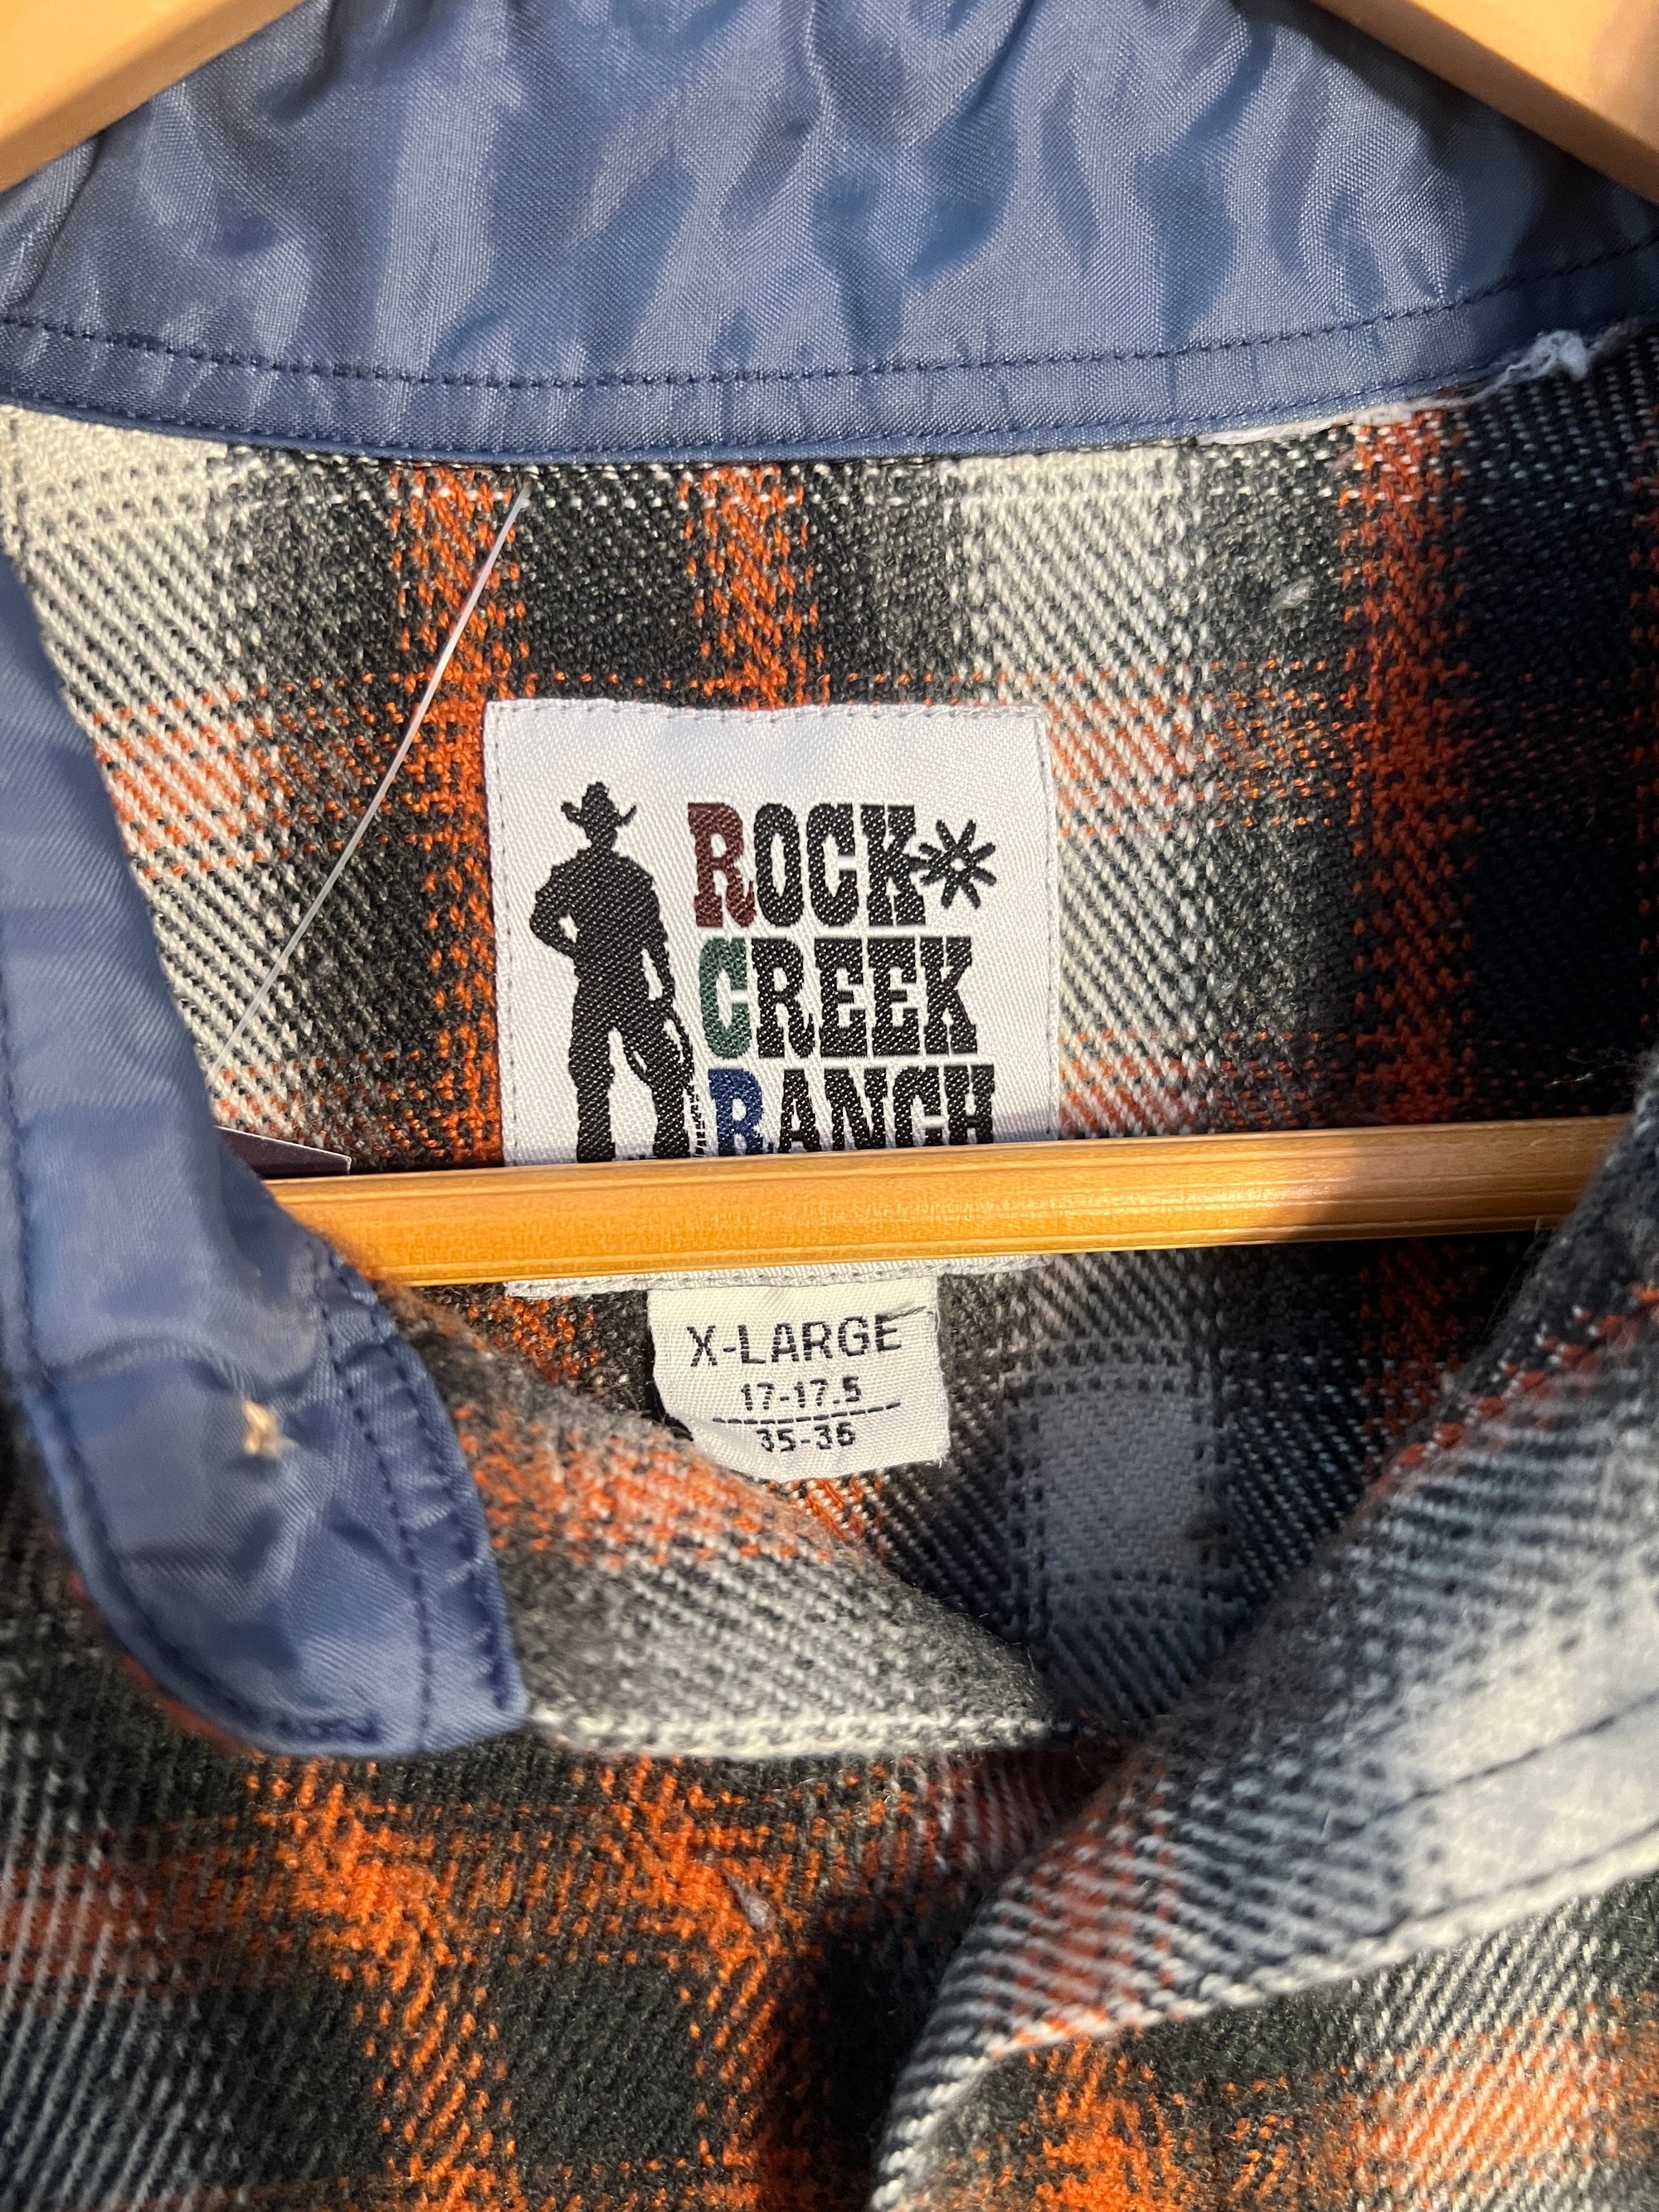 ROCK
CREEK
RANCH
X-LARGE
17-17.5
35-36